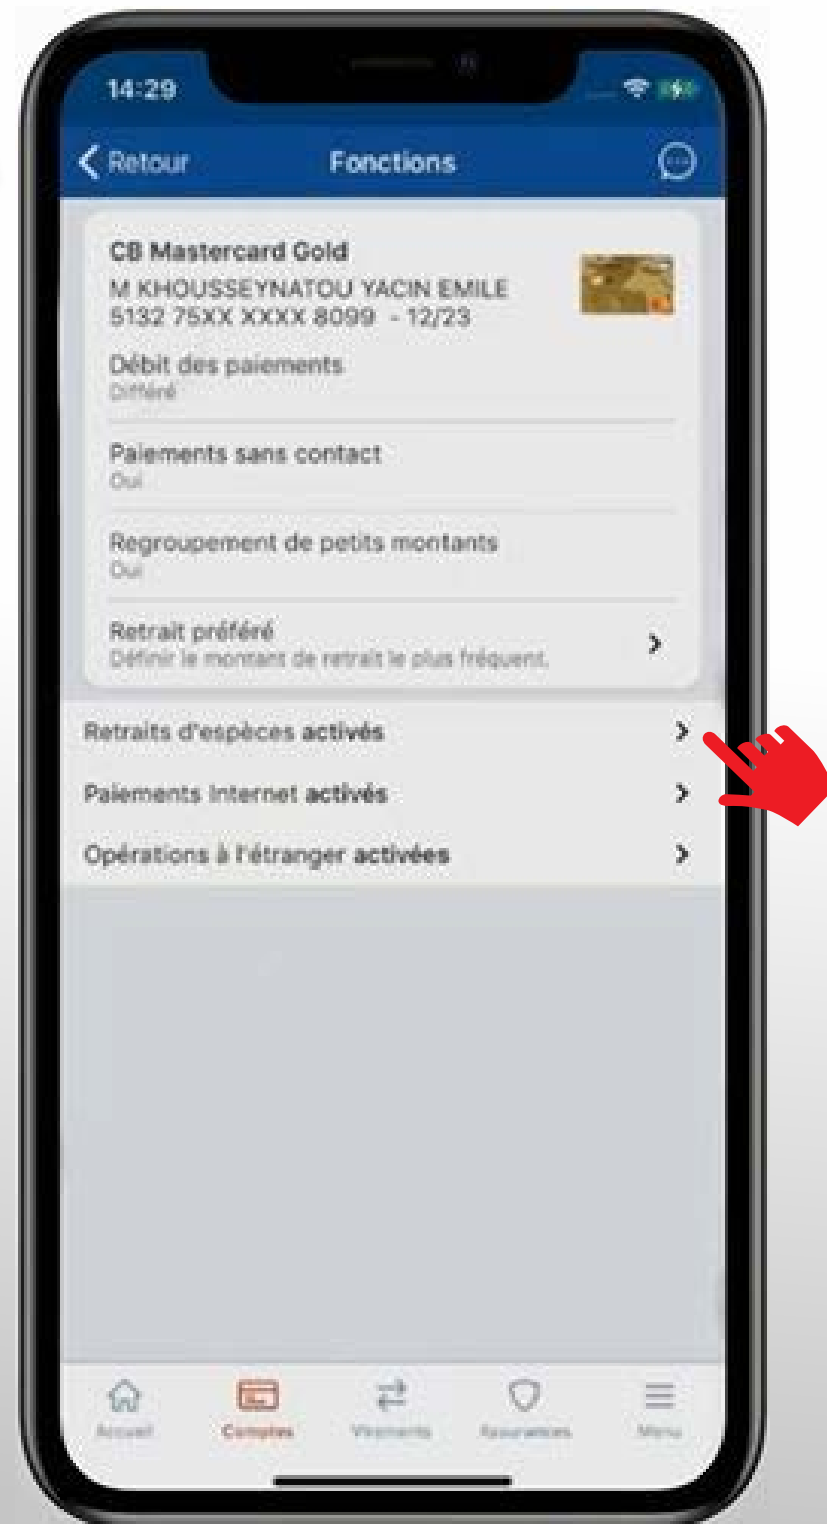 14:29
Retour
Fonctions
CB Mastercard Gold
M KHOUSSEYNATOU YACIN EMILE
5132 75XX XXXX 8099 - 12/23
Débit des paiements
Différé
Paiements sans contact
Oui
Regroupement de petits montants
Oui
Retrait préféré
Définir le montant de retrait le plus fréquent.
Retraits d'espèces activés
Paiements Internet activés
Opérations à l'étranger activées
Accueil
Comptes
Virements
Assurances
Menu